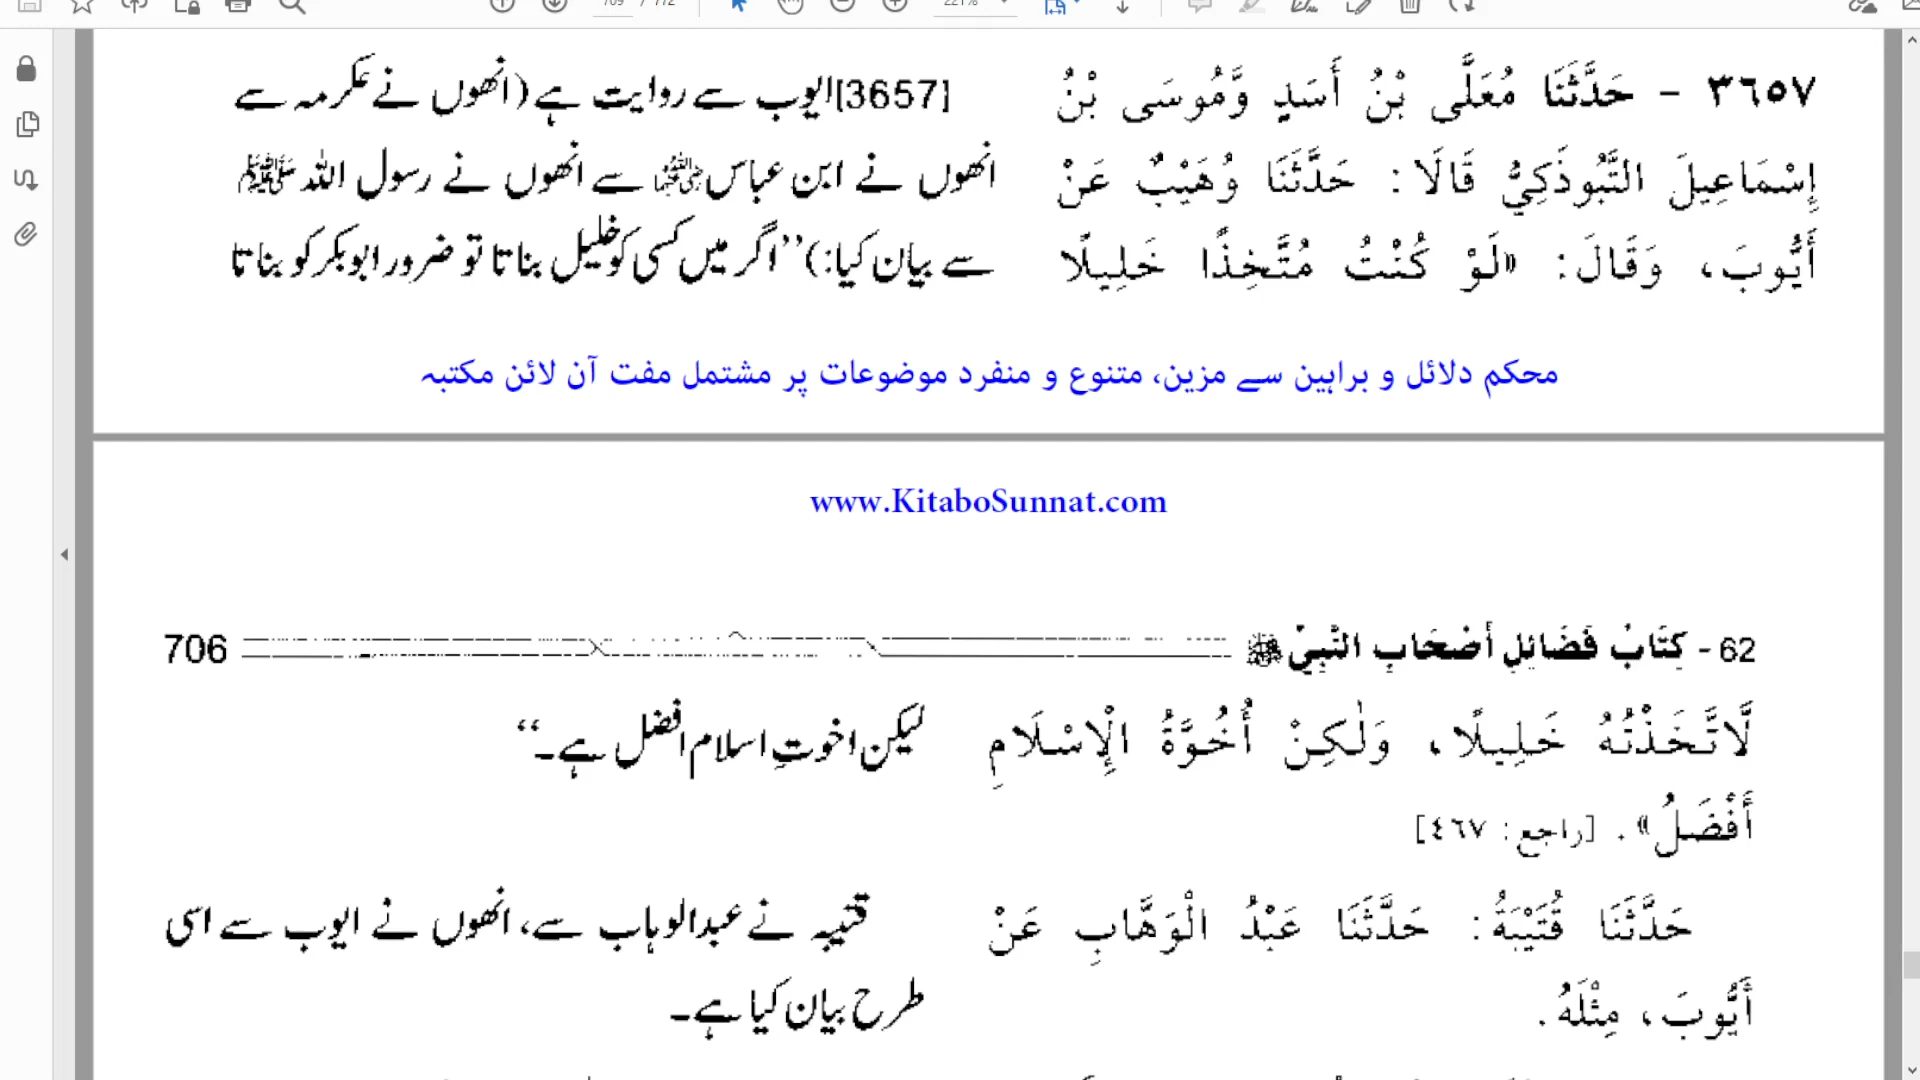 709 / 772
221%
٣٦٥٧ - حَدَّثَنَا مُعَلَّى بْنُ أَسَدٍ وَّمُوسَى بْنُ
إِسْمَاعِيلَ التَّبُوذَكِيُّ قَالَا: حَدَّثَنَا وُهَيْبٌ عَنْ
أَيُّوبَ، وَقَالَ: «لَوْ كُنْتُ مُتَّخِذًا خَلِيلًا
[3657] ایوب سے روایت ہے (انھوں نے عکرمہ سے
انھوں نے ابن عباس رضی اللہ عنہما سے انھوں نے رسول اللہ ﷺ
سے بیان کیا:) ’’اگر میں کسی کو خلیل بناتا تو ضرور ابوبکر کو بناتا
محکم دلائل و براہین سے مزین، متنوع و منفرد موضوعات پر مشتمل مفت آن لائن مکتبہ
www.KitaboSunnat.com
62 - كِتَابُ فَضَائِلِ أَصْحَابِ النَّبِيِّ ﷺ 706
لَّاتَّخَذْتُهُ خَلِيلًا، وَلٰكِنْ أُخُوَّةُ الْإِسْلَامِ
أَفْضَلُ». [راجع: ٤٦٧]
لیکن اخوتِ اسلام افضل ہے۔‘‘
حَدَّثَنَا قُتَيْبَةُ: حَدَّثَنَا عَبْدُ الْوَهَّابِ عَنْ
أَيُّوبَ، مِثْلَهُ.
قتیبہ نے عبدالوہاب سے، انھوں نے ایوب سے اسی
طرح بیان کیا ہے۔